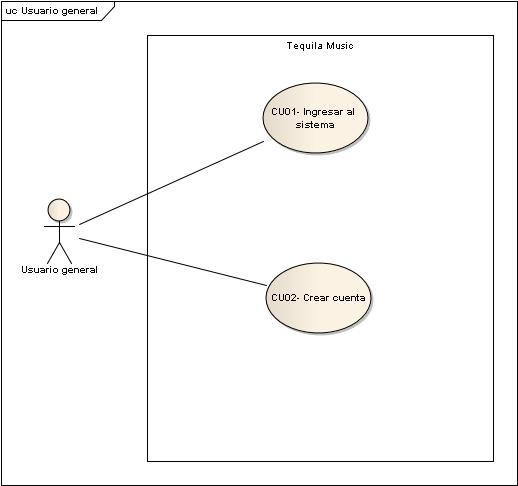 uc Usuario general
Tequila Music
CU01- Ingresar al
sistema
Usuario general
CU02- Crear cuenta